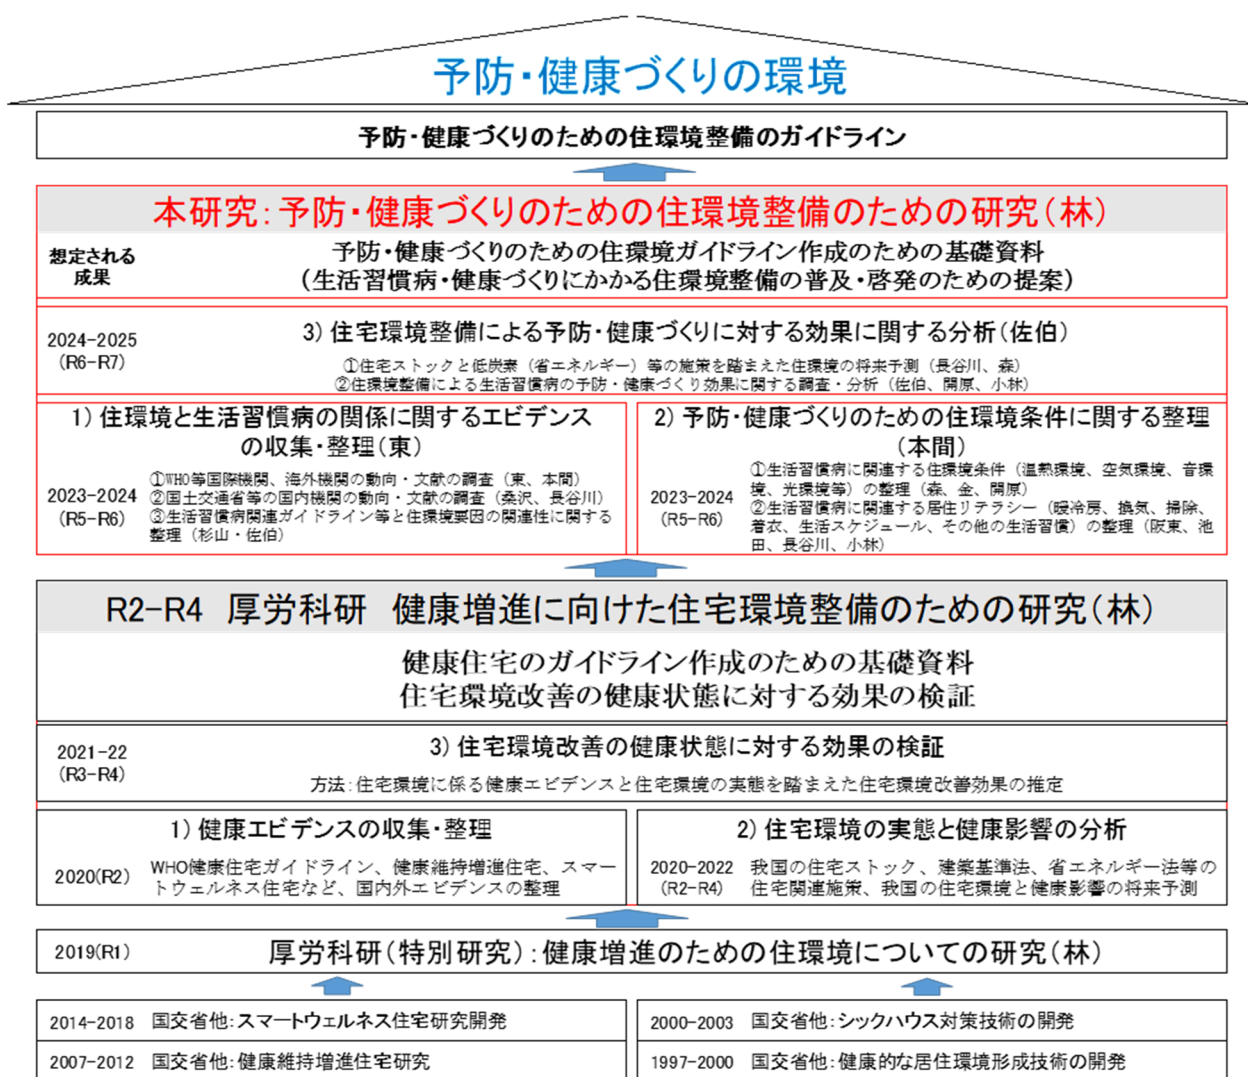 予防・健康づくりの環境
予防・健康づくりのための住環境整備のガイドライン
本研究：予防・健康づくりのための住環境整備のための研究（林）
想定される
成果
予防・健康づくりのための住環境ガイドライン作成のための基礎資料
（生活習慣病・健康づくりにかかる住環境整備の普及・啓発のための提案）
2024-2025
(R6-R7)
3) 住宅環境整備による予防・健康づくりに対する効果に関する分析（佐伯）
①住宅ストックと低炭素（省エネルギー）等の施策を踏まえた住環境の将来予測（長谷川、森）
②住環境整備による生活習慣病の予防・健康づくり効果に関する調査・分析（佐伯、開原、小林）
1) 住環境と生活習慣病の関係に関するエビデンス
の収集・整理（東）
2023-2024
(R5-R6)
①WHO等国際機関、海外機関の動向・文献の調査（東、本間）
②国土交通省等の国内機関の動向・文献の調査（桑沢、長谷川）
③生活習慣病関連ガイドライン等と住環境要因の関連性に関する
整理（杉山・佐伯）
2) 予防・健康づくりのための住環境条件に関する整理
（本間）
2023-2024
(R5-R6)
①生活習慣病に関連する住環境条件（温熱環境、空気環境、音環
境、光環境等）の整理（森、金、開原）
②生活習慣病に関連する居住リテラシー（暖冷房、換気、掃除、
着衣、生活スケジュール、その他の生活習慣）の整理（阪東、池
田、長谷川、小林）
R2-R4　厚労科研　健康増進に向けた住宅環境整備のための研究（林）
健康住宅のガイドライン作成のための基礎資料
住宅環境改善の健康状態に対する効果の検証
2021-22
(R3-R4)
3) 住宅環境改善の健康状態に対する効果の検証
方法：住宅環境に係る健康エビデンスと住宅環境の実態を踏まえた住宅環境改善効果の推定
1) 健康エビデンスの収集・整理
2020(R2)
WHO健康住宅ガイドライン、健康維持増進住宅、スマー
トウェルネス住宅など、国内外エビデンスの整理
2) 住宅環境の実態と健康影響の分析
2020-2022
(R2-R4)
我国の住宅ストック、建築基準法、省エネルギー法等の
住宅関連施策、我国の住宅環境と健康影響の将来予測
2019(R1)
厚労科研（特別研究）：健康増進のための住環境についての研究（林）
2014-2018　国交省他：スマートウェルネス住宅研究開発
2007-2012　国交省他：健康維持増進住宅研究
2000-2003　国交省他：シックハウス対策技術の開発
1997-2000　国交省他：健康的な居住環境形成技術の開発